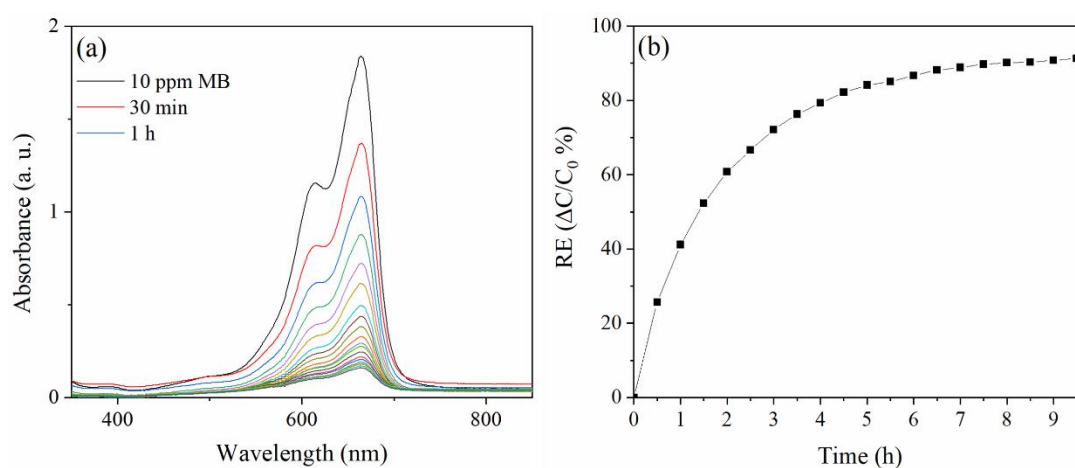 (a)
10 ppm MB
30 min
1 h
Absorbance (a. u.)
2
1
0
400
600
800
Wavelength (nm)
(b)
RE (ΔC/C₀ %)
100
80
60
40
20
0
0
1
2
3
4
5
6
7
8
9
Time (h)